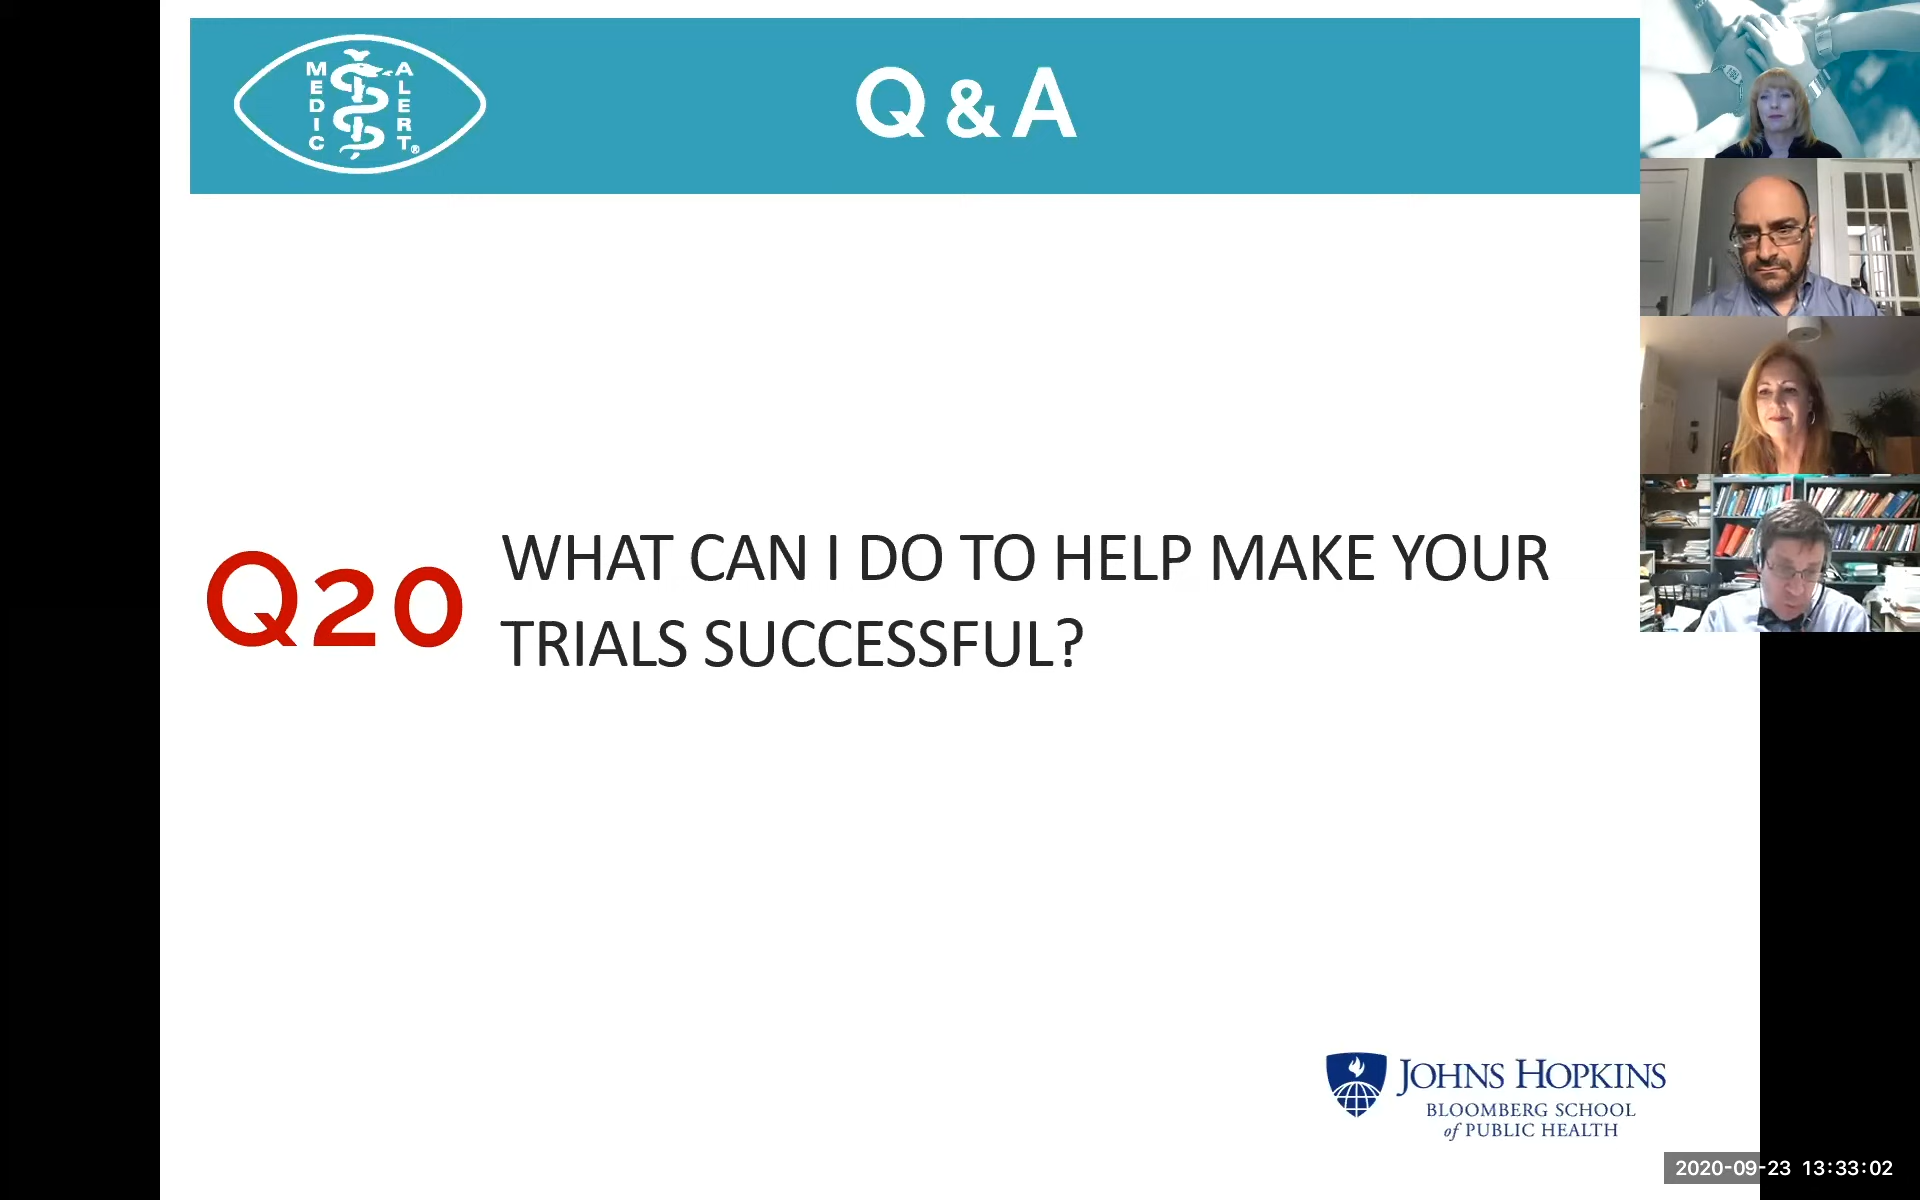 MEDIC ALERT®
Q & A
Q20
WHAT CAN I DO TO HELP MAKE YOUR
TRIALS SUCCESSFUL?
JOHNS HOPKINS
BLOOMBERG SCHOOL
of PUBLIC HEALTH
2020-09-23 13:33:02